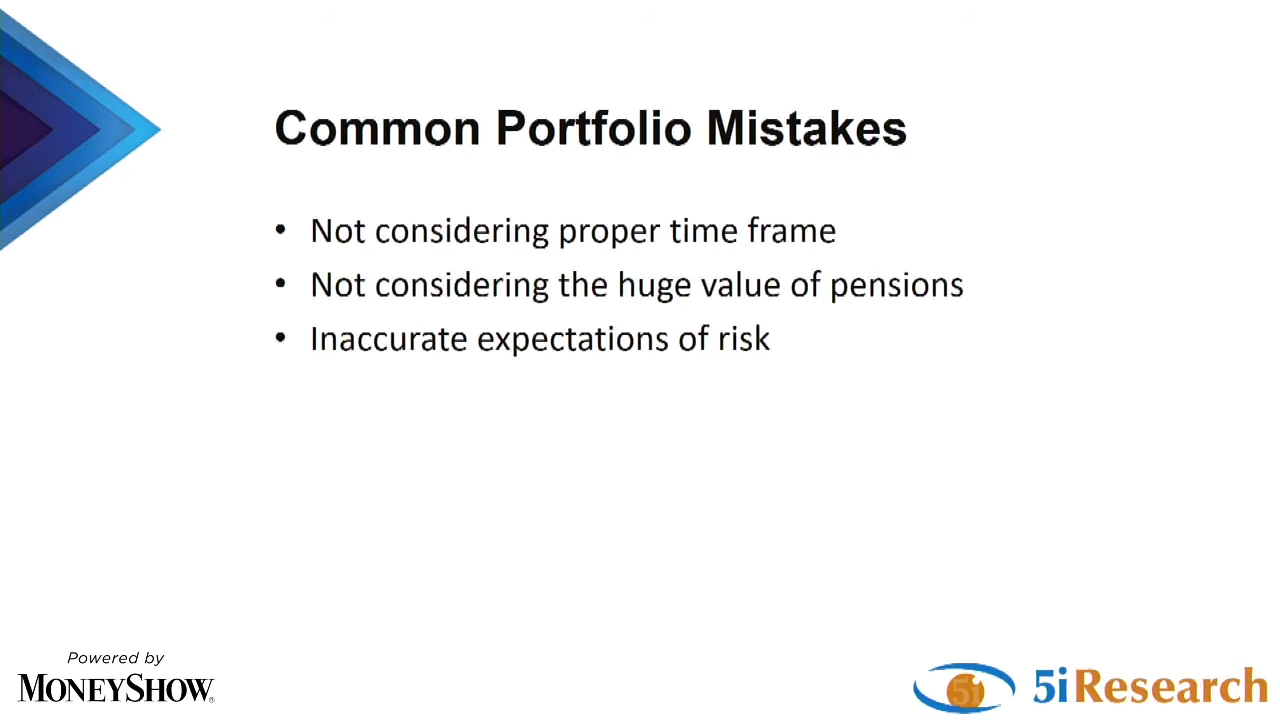 Common Portfolio Mistakes
• Not considering proper time frame
• Not considering the huge value of pensions
• Inaccurate expectations of risk
Powered by
MONEYSHOW®
5i
5iResearch